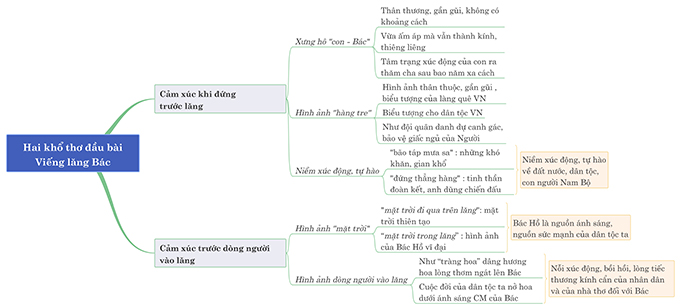 Hai khổ thơ đầu bài
Viếng lăng Bác
Cảm xúc khi đứng
trước lăng
Xưng hô "con - Bác"
Thân thương, gần gũi, không có
khoảng cách
Vừa ấm áp mà vẫn thành kính,
thiêng liêng
Tâm trạng xúc động của con ra
thăm cha sau bao năm xa cách
Hình ảnh "hàng tre"
Hình ảnh thân thuộc, gần gũi ,
biểu tượng của làng quê VN
Biểu tượng cho dân tộc VN
Như đội quân danh dự canh gác,
bảo vệ giấc ngủ của Người
Niềm xúc động, tự hào
"bão táp mưa sa" : những khó
khăn, gian khổ
"đứng thẳng hàng" : tinh thần
đoàn kết, anh dũng chiến đấu
Niềm xúc động, tự hào
về đất nước, dân tộc,
con người Nam Bộ
Cảm xúc trước dòng người
vào lăng
Hình ảnh "mặt trời"
"mặt trời đi qua trên lăng": mặt
trời thiên tạo
"mặt trời trong lăng" : hình ảnh
của Bác Hồ vĩ đại
Bác Hồ là nguồn ánh sáng,
nguồn sức mạnh của dân tộc ta
Hình ảnh dòng người vào lăng
Như "tràng hoa" dâng hương
hoa lòng thơm ngát lên Bác
Cuộc đời của dân tộc ta nở hoa
dưới ánh sáng CM của Bác
Nỗi xúc động, bồi hồi, lòng tiếc
thương kính cẩn của nhân dân
và của nhà thơ đối với Bác